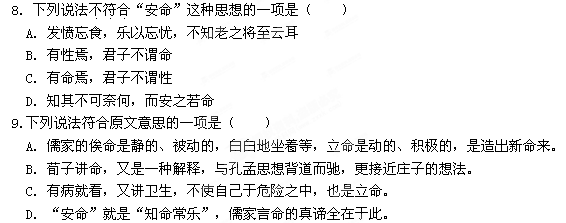 8. 下列说法不符合“安命”这种思想的一项是（　　）
A. 发愤忘食，乐以忘忧，不知老之将至云耳
B. 有性焉，君子不谓命
C. 有命焉，君子不谓性
D. 知其不可奈何，而安之若命
9.下列说法符合原文意思的一项是（　　）
A. 儒家的俟命是静的、被动的，白白地坐着等，立命是动的、积极的，是造出新命来。
B. 荀子讲命，又是一种解释，与孔孟思想背道而驰，更接近庄子的想法。
C. 有病就看，又讲卫生，不使自己于危险之中，也是立命。
D. “安命”就是“知命常乐”，儒家言命的真谛全在于此。